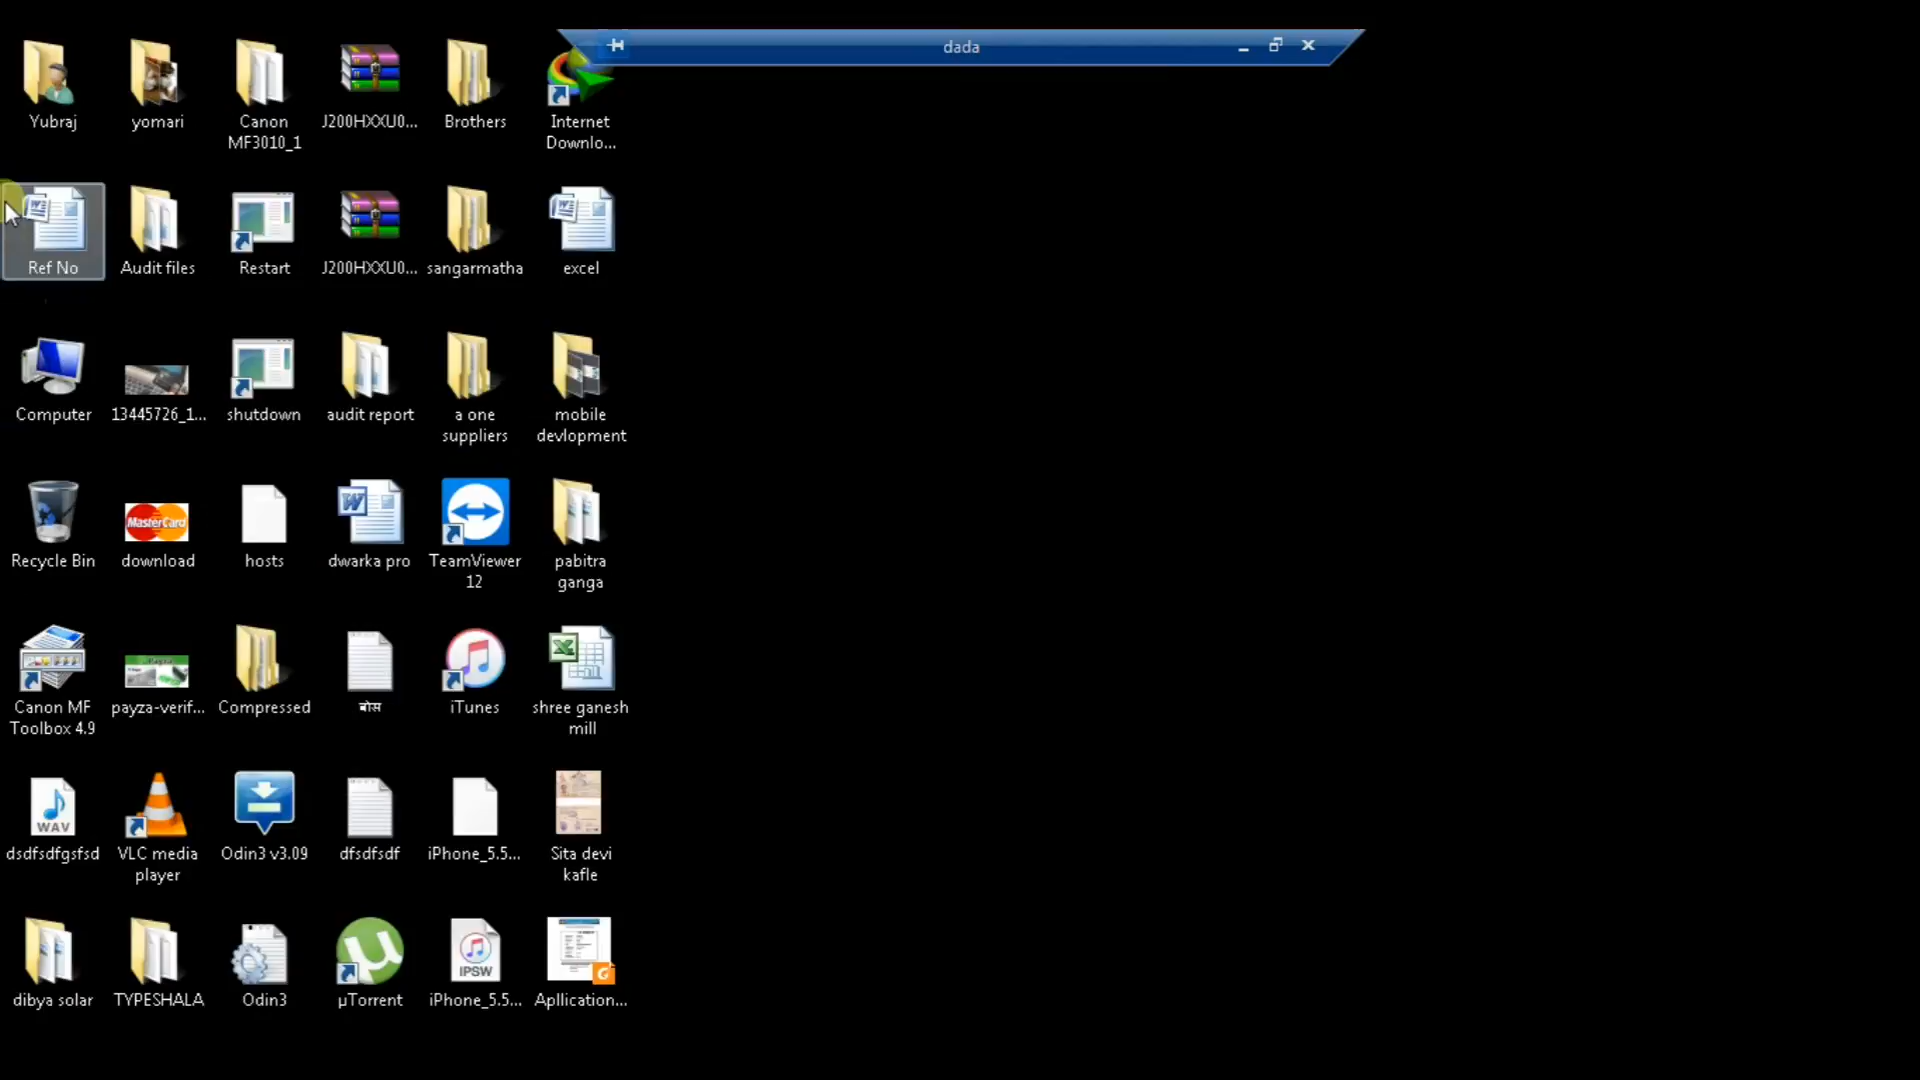 dada
Yubraj
yomari
Canon
MF3010_1
J200HXXU0...
Brothers
Internet
Downlo...
Ref No
Audit files
Restart
J200HXXU0...
sangarmatha
excel
Computer
13445726_1...
shutdown
audit report
a one
suppliers
mobile
devlopment
Recycle Bin
MasterCard
download
hosts
dwarka pro
TeamViewer
12
pabitra
ganga
Canon MF
Toolbox 4.9
payza-verif...
Compressed
बोस
iTunes
shree ganesh
mill
WAV
dsdfsdfgsfsd
VLC media
player
Odin3 v3.09
dfsdfsdf
iPhone_5.5...
Sita devi
kafle
dibya solar
TYPESHALA
Odin3
µTorrent
IPSW
iPhone_5.5...
Apllication...